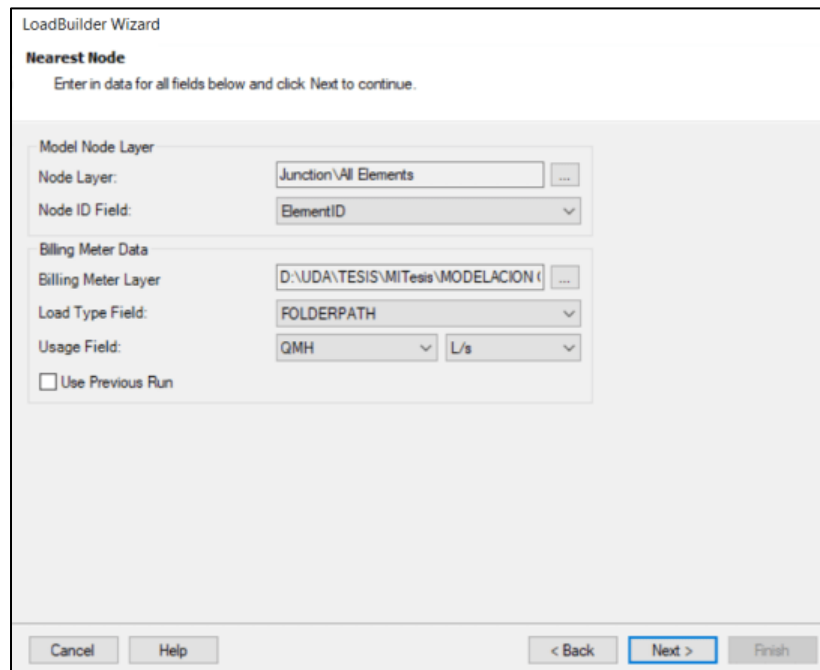 LoadBuilder Wizard
Nearest Node
Enter in data for all fields below and click Next to continue.
Model Node Layer
Node Layer: Junction\All Elements ...
Node ID Field: ElementID
Billing Meter Data
Billing Meter Layer D:\UDA\TESIS\MITesis\MODELACION ...
Load Type Field: FOLDERPATH
Usage Field: QMH L/s
Use Previous Run
Cancel Help < Back Next > Finish